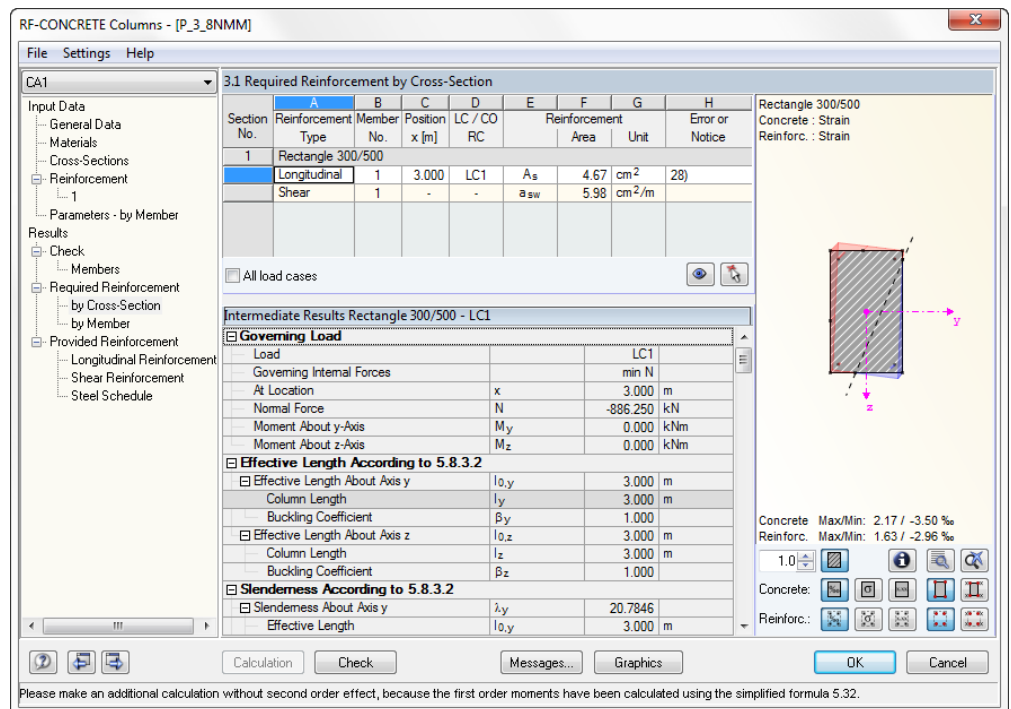 RF-CONCRETE Columns - [P_3_8NMM]
File Settings Help
CA1
Input Data
General Data
Materials
Cross-Sections
Reinforcement
1
Parameters - by Member
Results
Check
Members
Required Reinforcement
by Cross-Section
by Member
Provided Reinforcement
Longitudinal Reinforcement
Shear Reinforcement
Steel Schedule
3.1 Required Reinforcement by Cross-Section
A B C D E F G H
Section Reinforcement Member Position LC / CO Reinforcement Error or
No. Type No. x [m] RC Area Unit Notice
1 Rectangle 300/500
Longitudinal 1 3.000 LC1 As 4.67 cm² 28)
Shear 1 - - asw 5.98 cm²/m
All load cases
Intermediate Results Rectangle 300/500 - LC1
Governing Load
Load LC1
Governing Internal Forces min N
At Location x 3.000 m
Normal Force N -886.250 kN
Moment About y-Axis My 0.000 kNm
Moment About z-Axis Mz 0.000 kNm
Effective Length According to 5.8.3.2
Effective Length About Axis y l0,y 3.000 m
Column Length ly 3.000 m
Buckling Coefficient βy 1.000
Effective Length About Axis z l0,z 3.000 m
Column Length lz 3.000 m
Buckling Coefficient βz 1.000
Slenderness According to 5.8.3.2
Slenderness About Axis y λy 20.7846
Effective Length l0,y 3.000 m
Rectangle 300/500
Concrete : Strain
Reinforc. : Strain
y
z
Concrete Max/Min: 2.17 / -3.50 ‰
Reinforc. Max/Min: 1.63 / -2.96 ‰
1.0
Concrete:
Reinforc.:
Calculation Check Messages... Graphics OK Cancel
Please make an additional calculation without second order effect, because the first order moments have been calculated using the simplified formula 5.32.